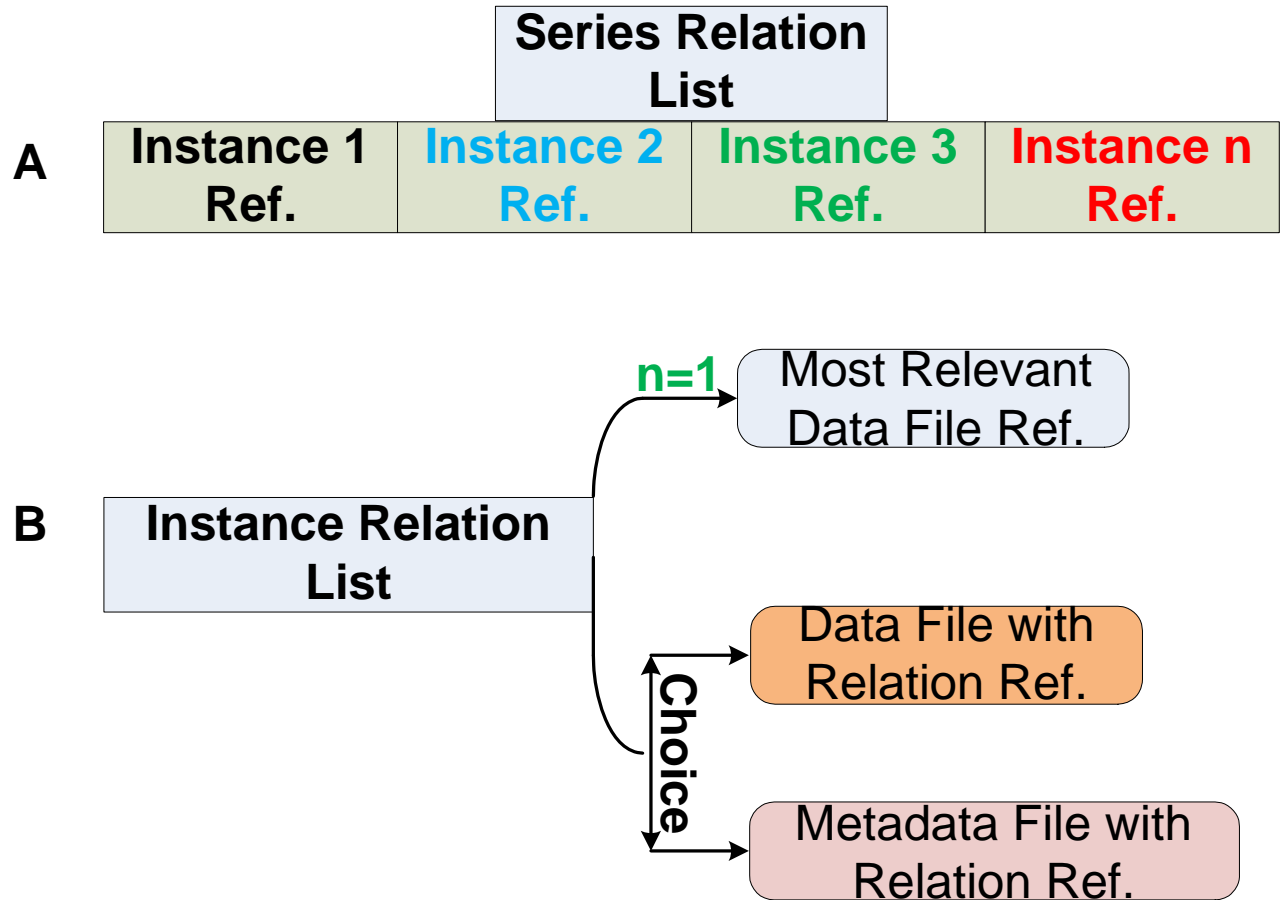 Series Relation
List
A
Instance 1
Ref.
Instance 2
Ref.
Instance 3
Ref.
Instance n
Ref.
n=1
Most Relevant
Data File Ref.
B
Instance Relation
List
Data File with
Relation Ref.
Choice
Metadata File with
Relation Ref.